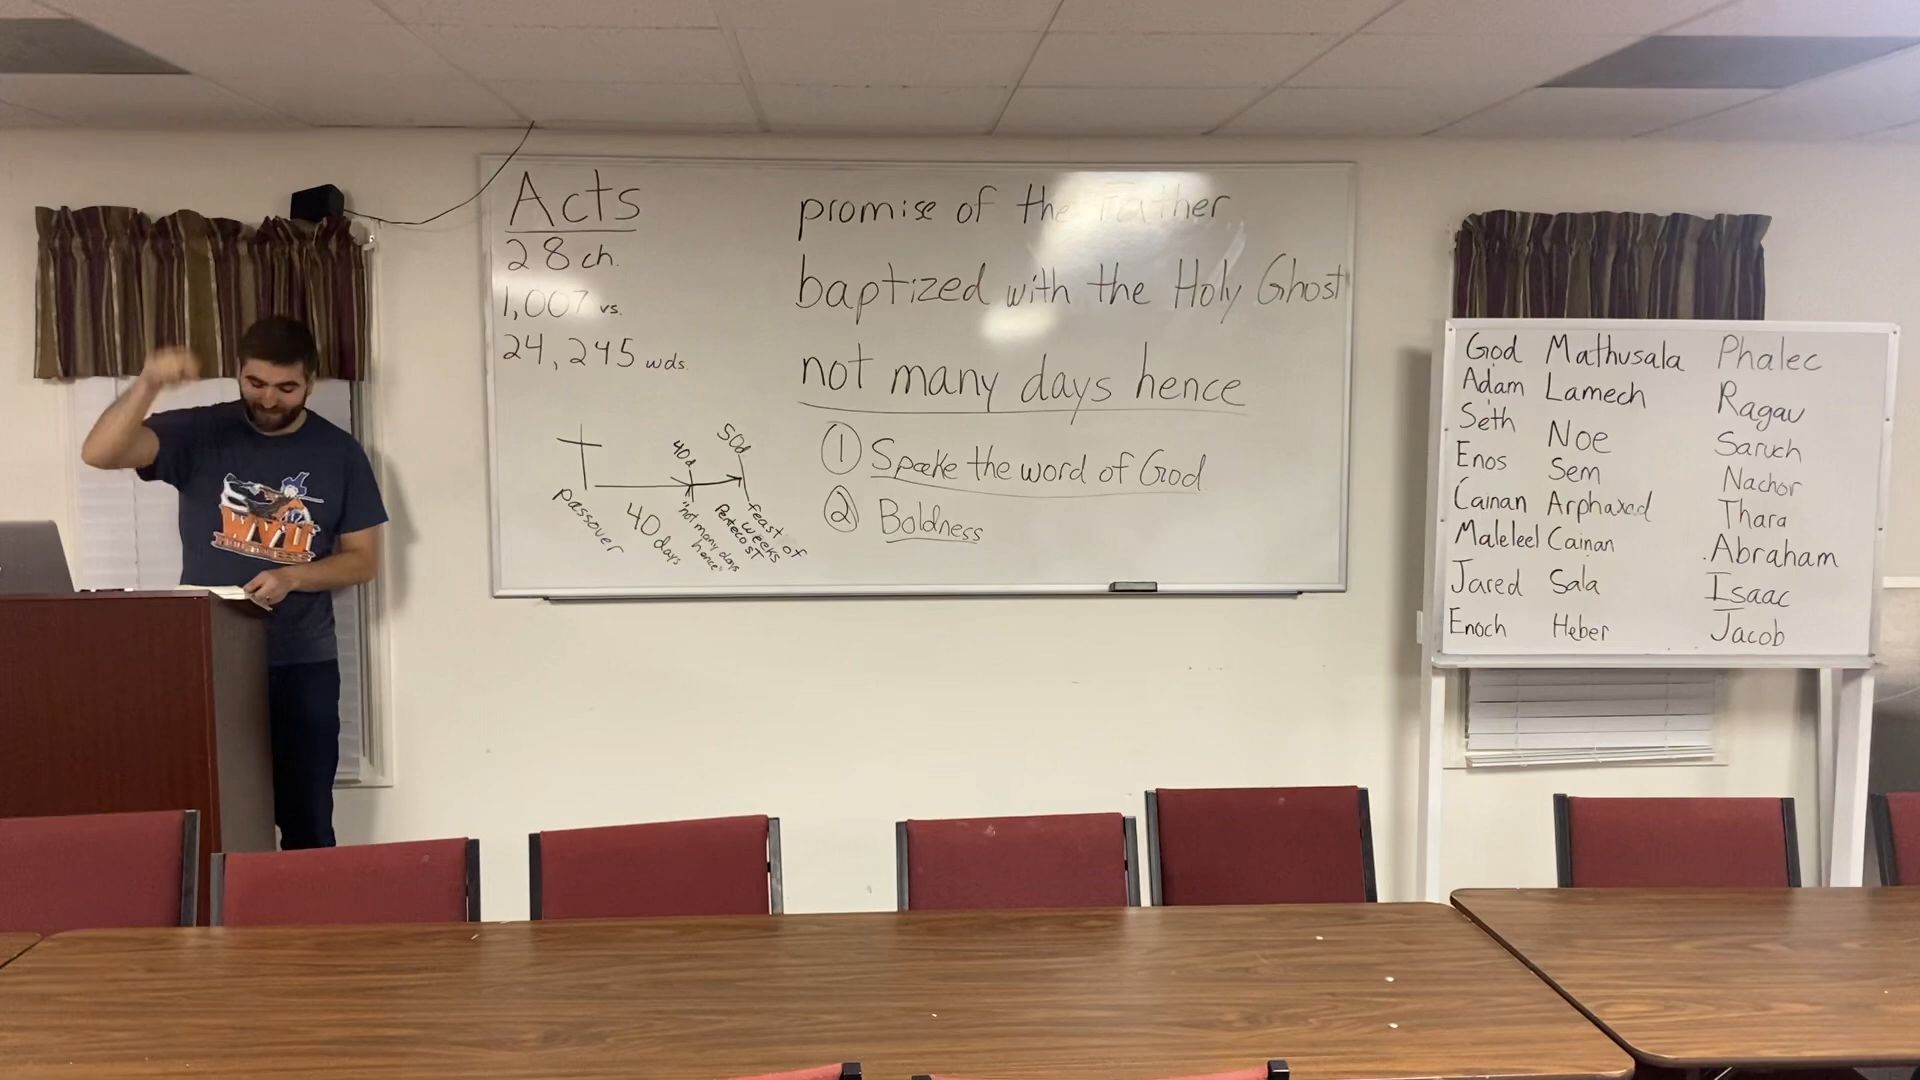 Acts
28 ch.
1,007 vs.
24,245 wds.
promise of the Father
baptized with the Holy Ghost
not many days hence
① Spake the word of God
② Boldness
passover
40 days
40d
"not many days
hence"
50d
feast of
weeks
Pentecost
WVU
God
Adam
Seth
Enos
Cainan
Maleleel
Jared
Enoch
Mathusala
Lamech
Noe
Sem
Arphaxad
Cainan
Sala
Heber
Phalec
Ragau
Saruch
Nachor
Thara
Abraham
Isaac
Jacob